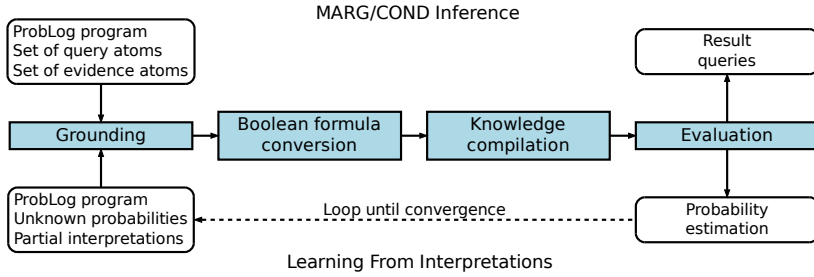 MARG/COND Inference
ProbLog program
Set of query atoms
Set of evidence atoms
Result
queries
Grounding
Boolean formula
conversion
Knowledge
compilation
Evaluation
ProbLog program
Unknown probabilities
Partial interpretations
Loop until convergence
Probability
estimation
Learning From Interpretations